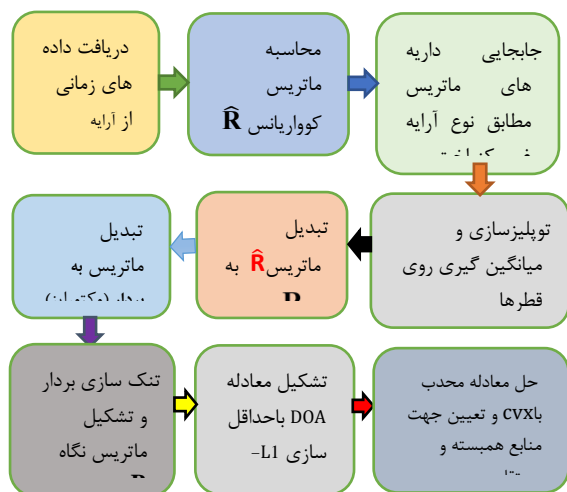 دریافت داده
های زمانی
از آرایه
محاسبه
ماتریس
کوواریانس R̂
جابجایی داریه
های ماتریس
مطابق نوع آرایه
توپلیزسازی و
میانگین گیری روی
قطرها
تبدیل
ماتریسR̂ به
تبدیل
ماتریس به
تنک سازی بردار
و تشکیل
ماتریس نگاه
تشکیل معادله
DOA باحداقل
سازی L1-
حل معادله محدب
باcvx و تعیین جهت
منابع همبسته و